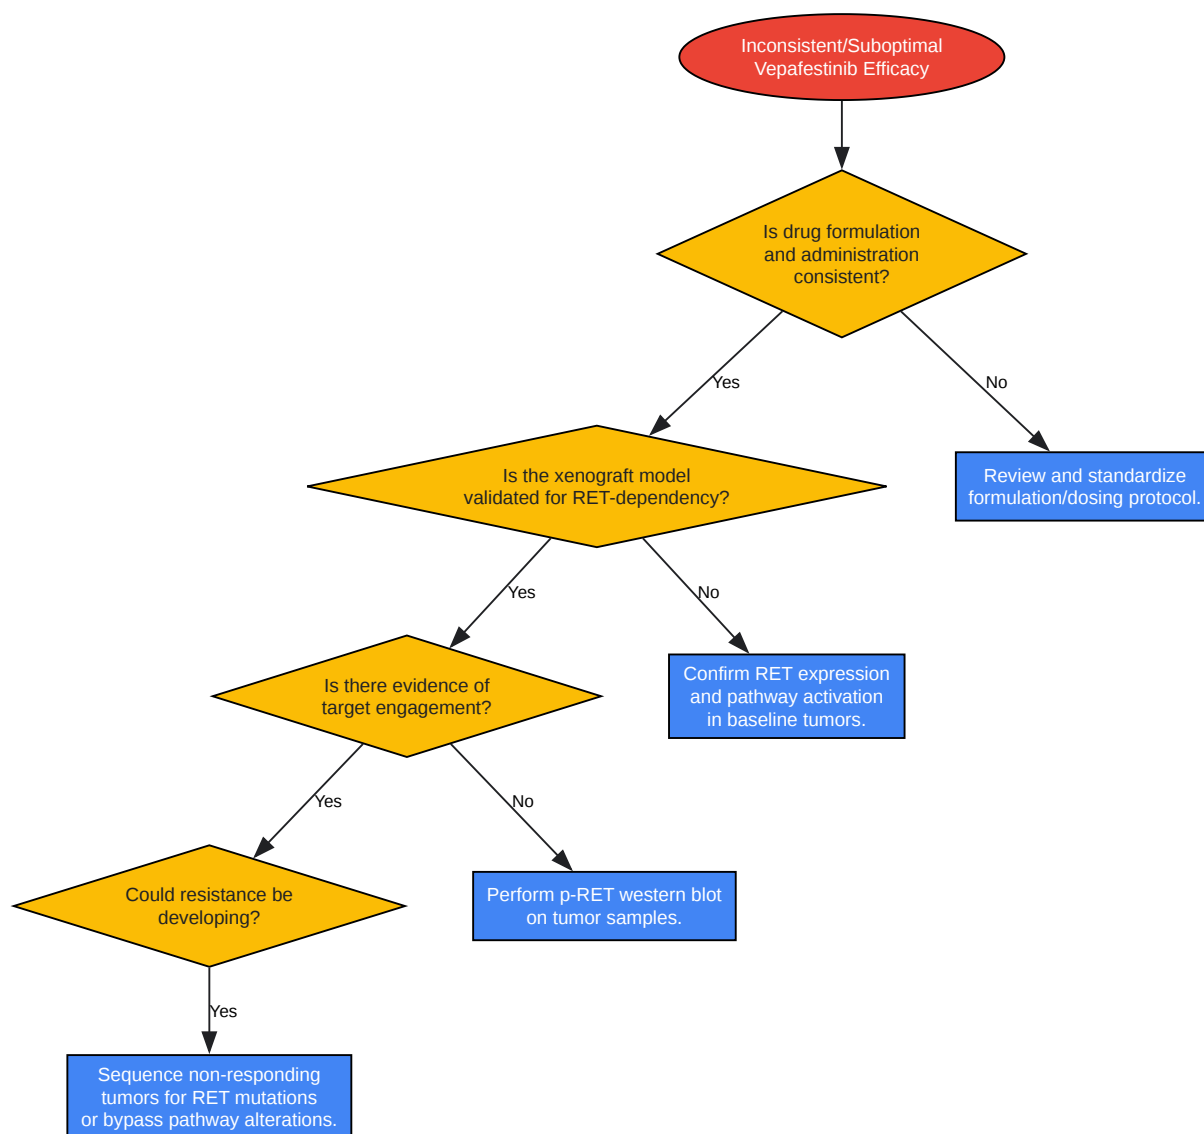 Inconsistent/Suboptimal
Vepafestinib Efficacy
Is drug formulation
and administration
consistent?
Yes
No
Is the xenograft model
validated for RET-dependency?
Review and standardize
formulation/dosing protocol.
Yes
No
Is there evidence of
target engagement?
Confirm RET expression
and pathway activation
in baseline tumors.
Yes
No
Could resistance be
developing?
Perform p-RET western blot
on tumor samples.
Yes
Sequence non-responding
tumors for RET mutations
or bypass pathway alterations.